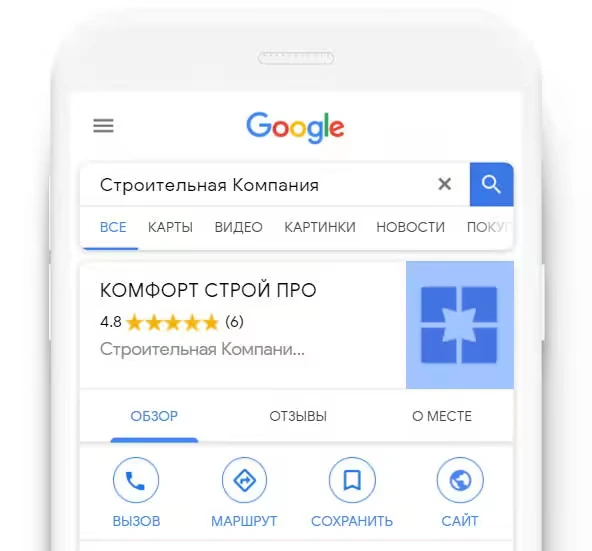 Google
Строительная Компания
ВСЕ КАРТЫ ВИДЕО КАРТИНКИ НОВОСТИ ПОКУП
КОМФОРТ СТРОЙ ПРО
4.8 (6)
Строительная Компани...
ОБЗОР ОТЗЫВЫ О МЕСТЕ
ВЫЗОВ МАРШРУТ СОХРАНИТЬ САЙТ